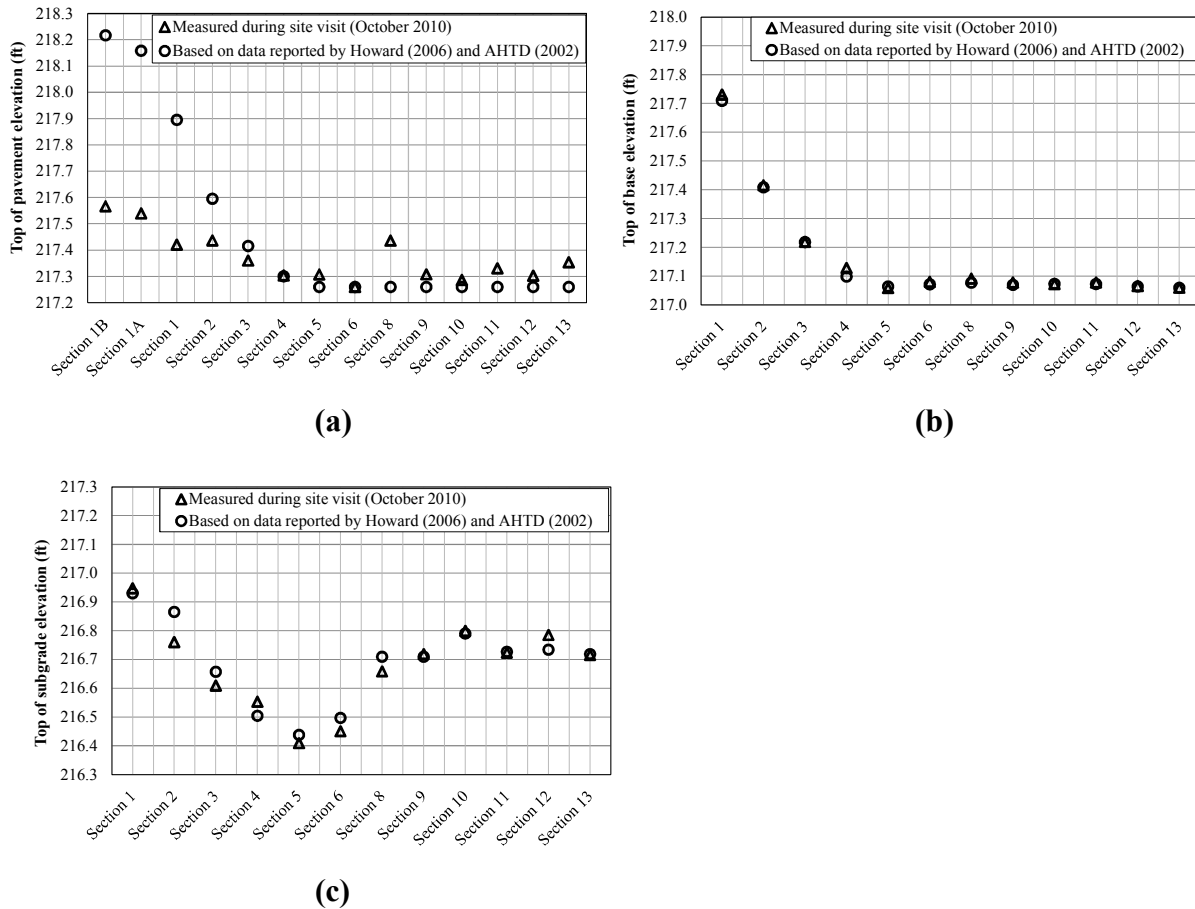 Top of pavement elevation (ft)
218.3
218.2
218.1
218.0
217.9
217.8
217.7
217.6
217.5
217.4
217.3
217.2
Measured during site visit (October 2010)
Based on data reported by Howard (2006) and AHTD (2002)
Section 1B
Section 1A
Section 1
Section 2
Section 3
Section 4
Section 5
Section 6
Section 8
Section 9
Section 10
Section 11
Section 12
Section 13
(a)
Top of base elevation (ft)
218.0
217.9
217.8
217.7
217.6
217.5
217.4
217.3
217.2
217.1
217.0
Measured during site visit (October 2010)
Based on data reported by Howard (2006) and AHTD (2002)
Section 1
Section 2
Section 3
Section 4
Section 5
Section 6
Section 8
Section 9
Section 10
Section 11
Section 12
Section 13
(b)
Top of subgrade elevation (ft)
217.3
217.2
217.1
217.0
216.9
216.8
216.7
216.6
216.5
216.4
216.3
Measured during site visit (October 2010)
Based on data reported by Howard (2006) and AHTD (2002)
Section 1
Section 2
Section 3
Section 4
Section 5
Section 6
Section 8
Section 9
Section 10
Section 11
Section 12
Section 13
(c)